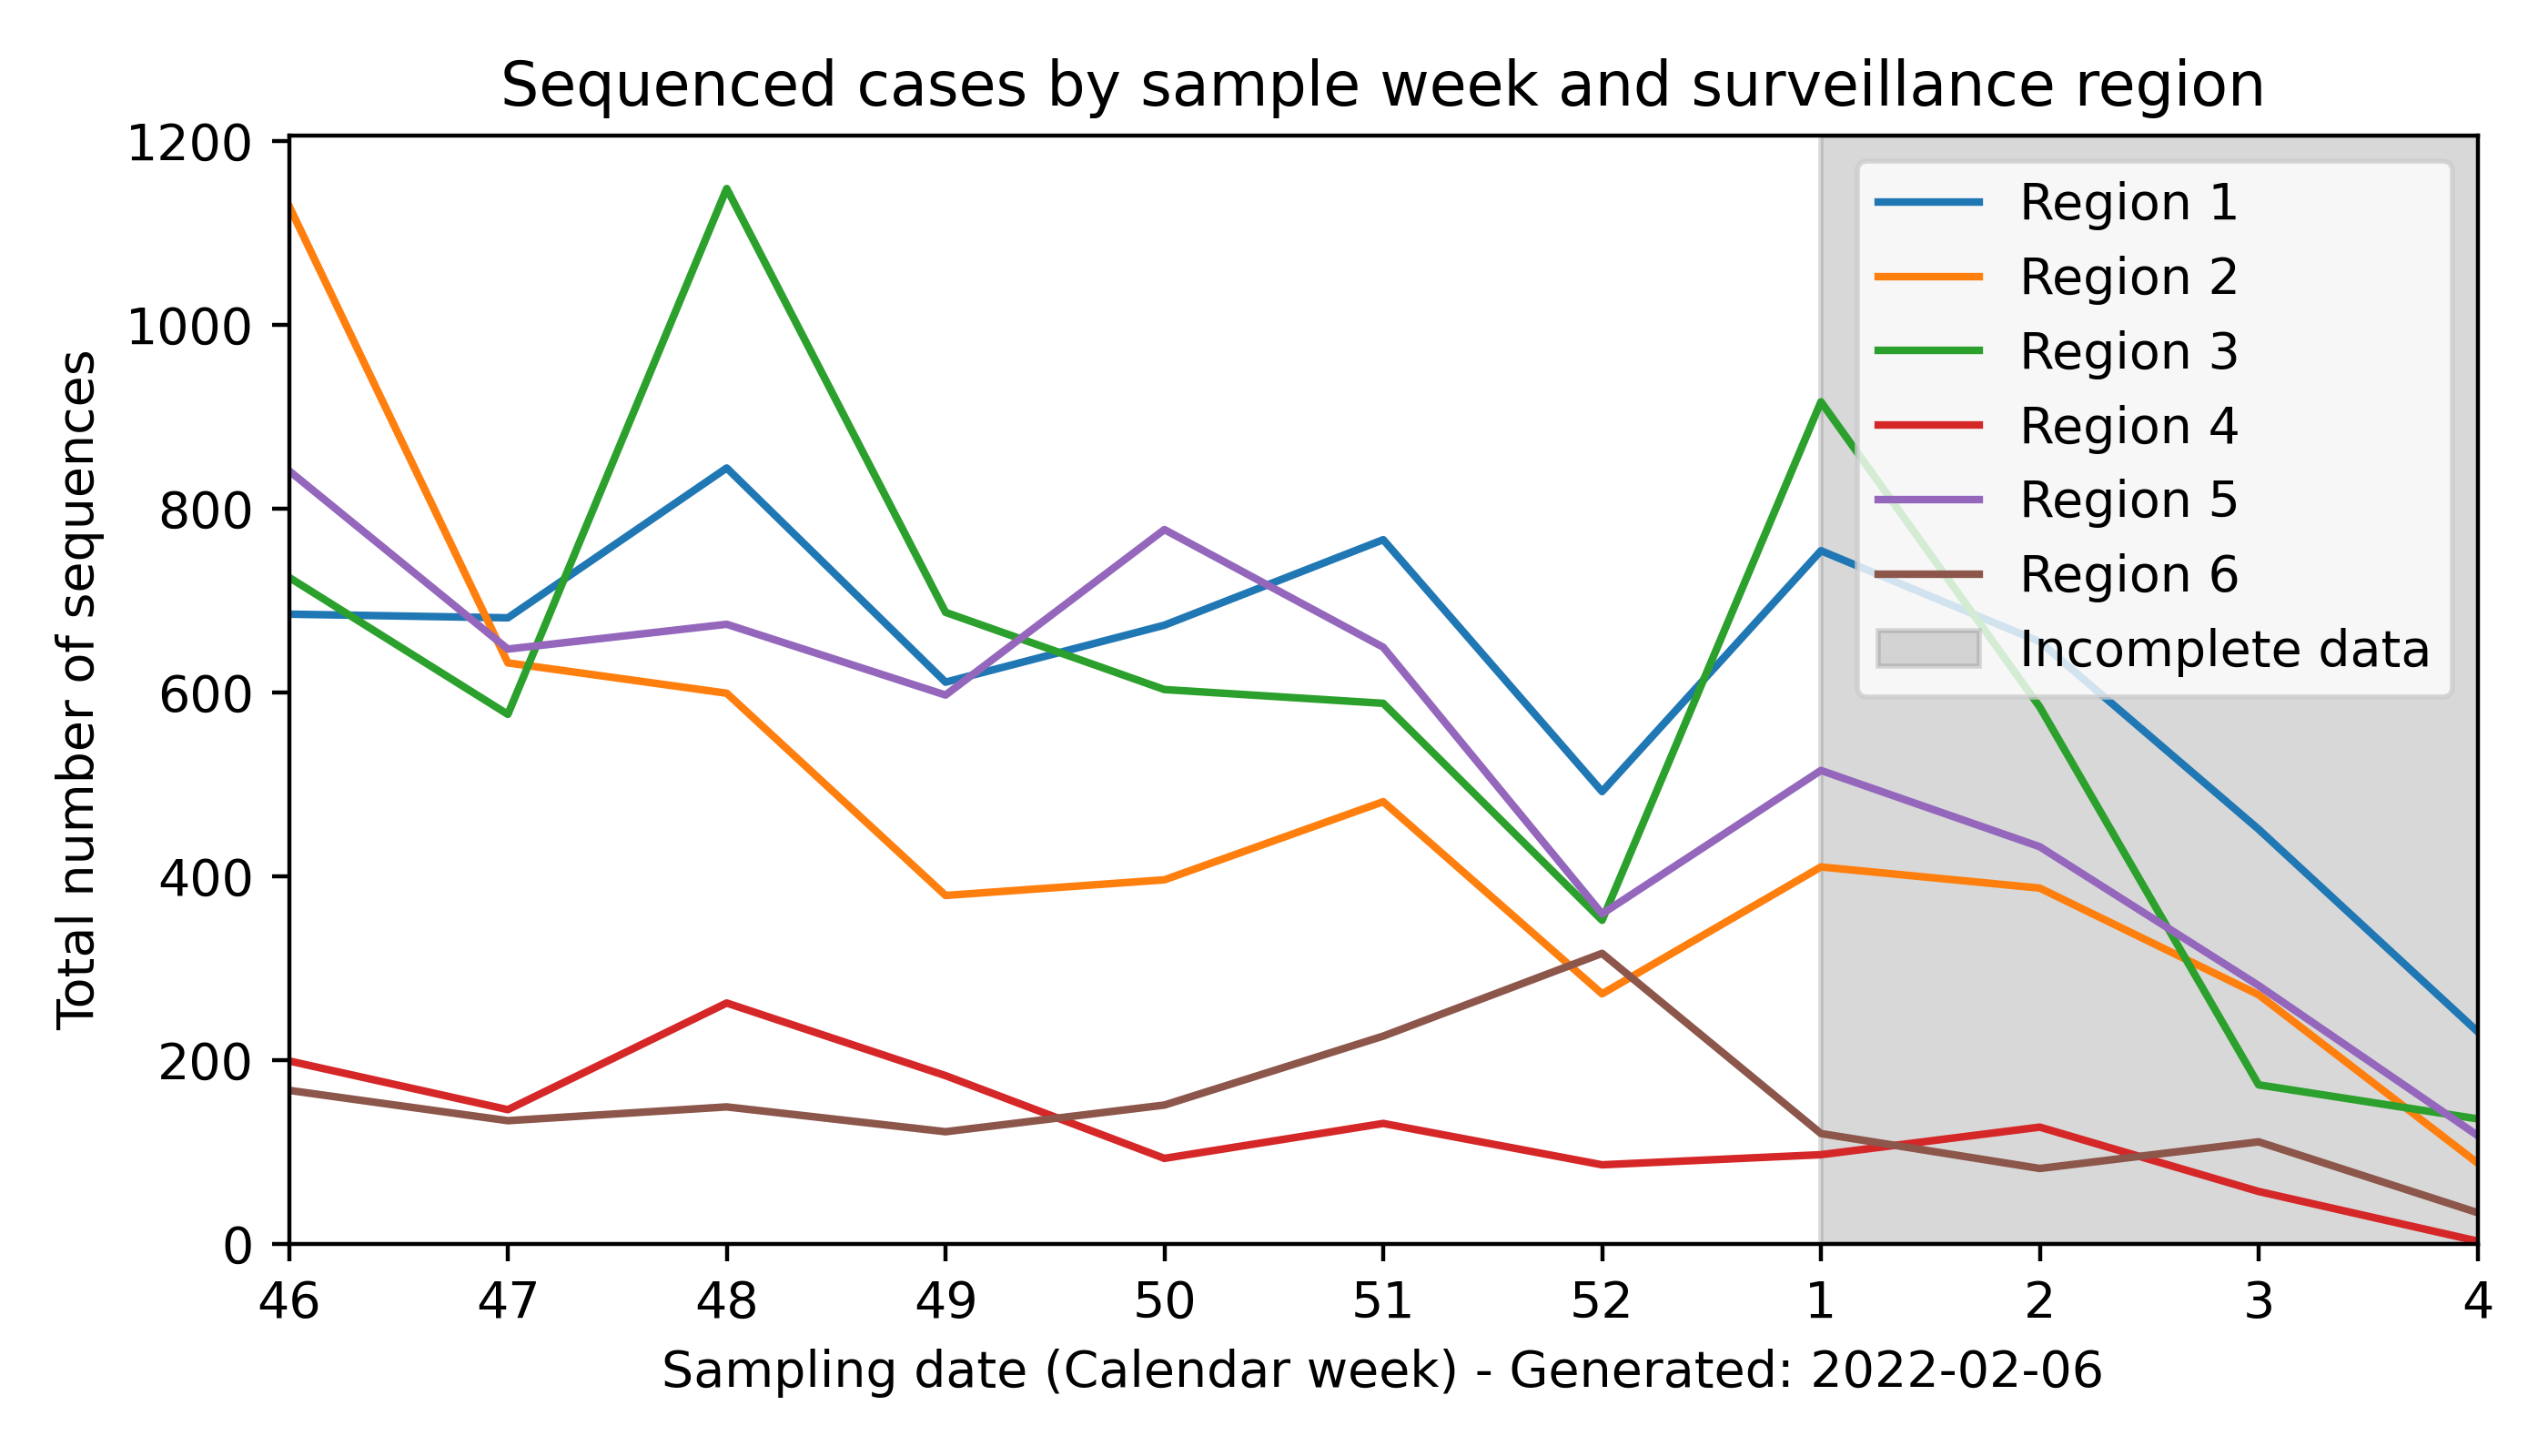 Sequenced cases by sample week and surveillance region
Total number of sequences
1200
1000
800
600
400
200
0
Region 1
Region 2
Region 3
Region 4
Region 5
Region 6
Incomplete data
46 47 48 49 50 51 52 1 2 3 4
Sampling date (Calendar week) - Generated: 2022-02-06